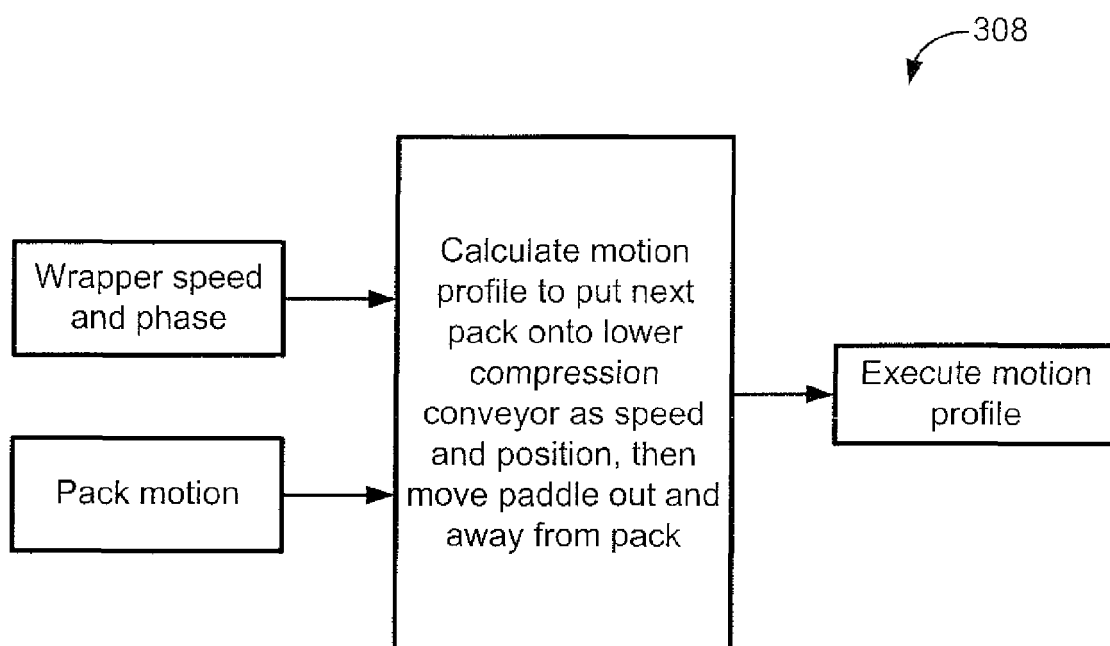 308
Wrapper speed
and phase
Pack motion
Calculate motion
profile to put next
pack onto lower
compression
conveyor as speed
and position, then
move paddle out and
away from pack
Execute motion
profile